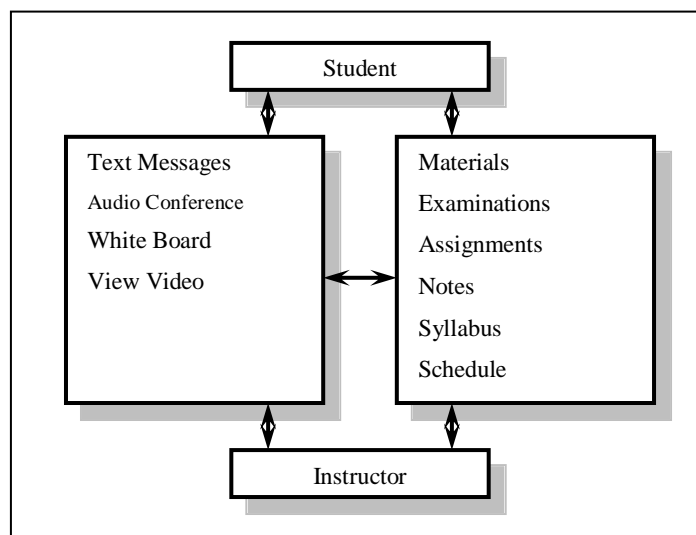 Student
Text Messages
Audio Conference
White Board
View Video
Materials
Examinations
Assignments
Notes
Syllabus
Schedule
Instructor